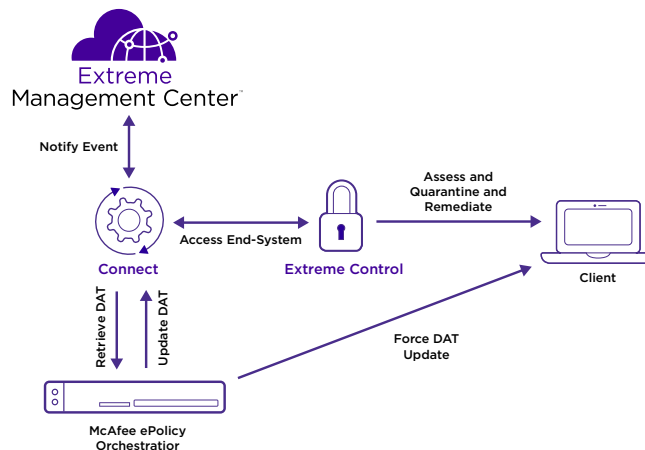 Extreme
Management Center™
Notify Event
Assess and
Quarantine and
Remediate
Access End-System
Connect
Extreme Control
Client
Retrieve DAT
Update DAT
Force DAT
Update
McAfee ePolicy
Orchestratior